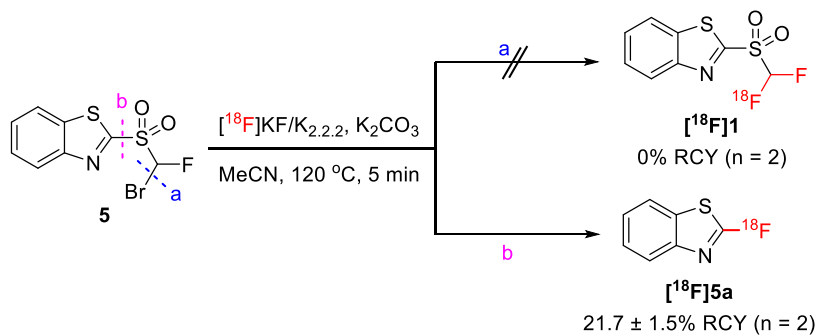 S
N
b
S
O
O
F
Br
a
5
[¹⁸F]KF/K₂.₂.₂, K₂CO₃
MeCN, 120 ºC, 5 min
a
b
S
N
O
O
S
F
¹⁸F
[¹⁸F]1
0% RCY (n = 2)
S
N
¹⁸F
[¹⁸F]5a
21.7 ± 1.5% RCY (n = 2)